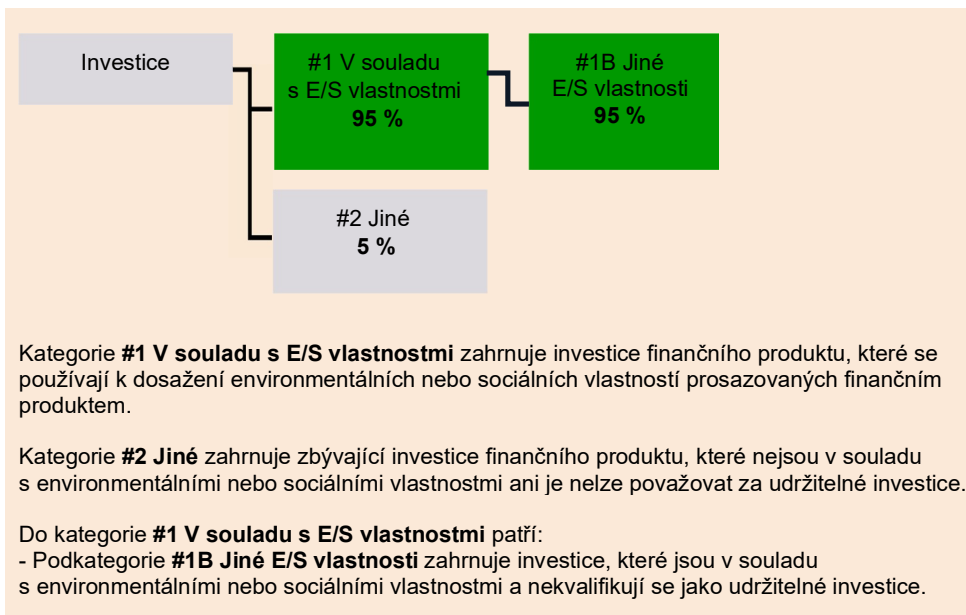 Investice
#1 V souladu
s E/S vlastnostmi
95 %
#1B Jiné
E/S vlastnosti
95 %
#2 Jiné
5 %
Kategorie #1 V souladu s E/S vlastnostmi zahrnuje investice finančního produktu, které se
používají k dosažení environmentálních nebo sociálních vlastností prosazovaných finančním
produktem.
Kategorie #2 Jiné zahrnuje zbývající investice finančního produktu, které nejsou v souladu
s environmentálními nebo sociálními vlastnostmi ani je nelze považovat za udržitelné investice.
Do kategorie #1 V souladu s E/S vlastnostmi patří:
- Podkategorie #1B Jiné E/S vlastnosti zahrnuje investice, které jsou v souladu
s environmentálními nebo sociálními vlastnostmi a nekvalifikují se jako udržitelné investice.